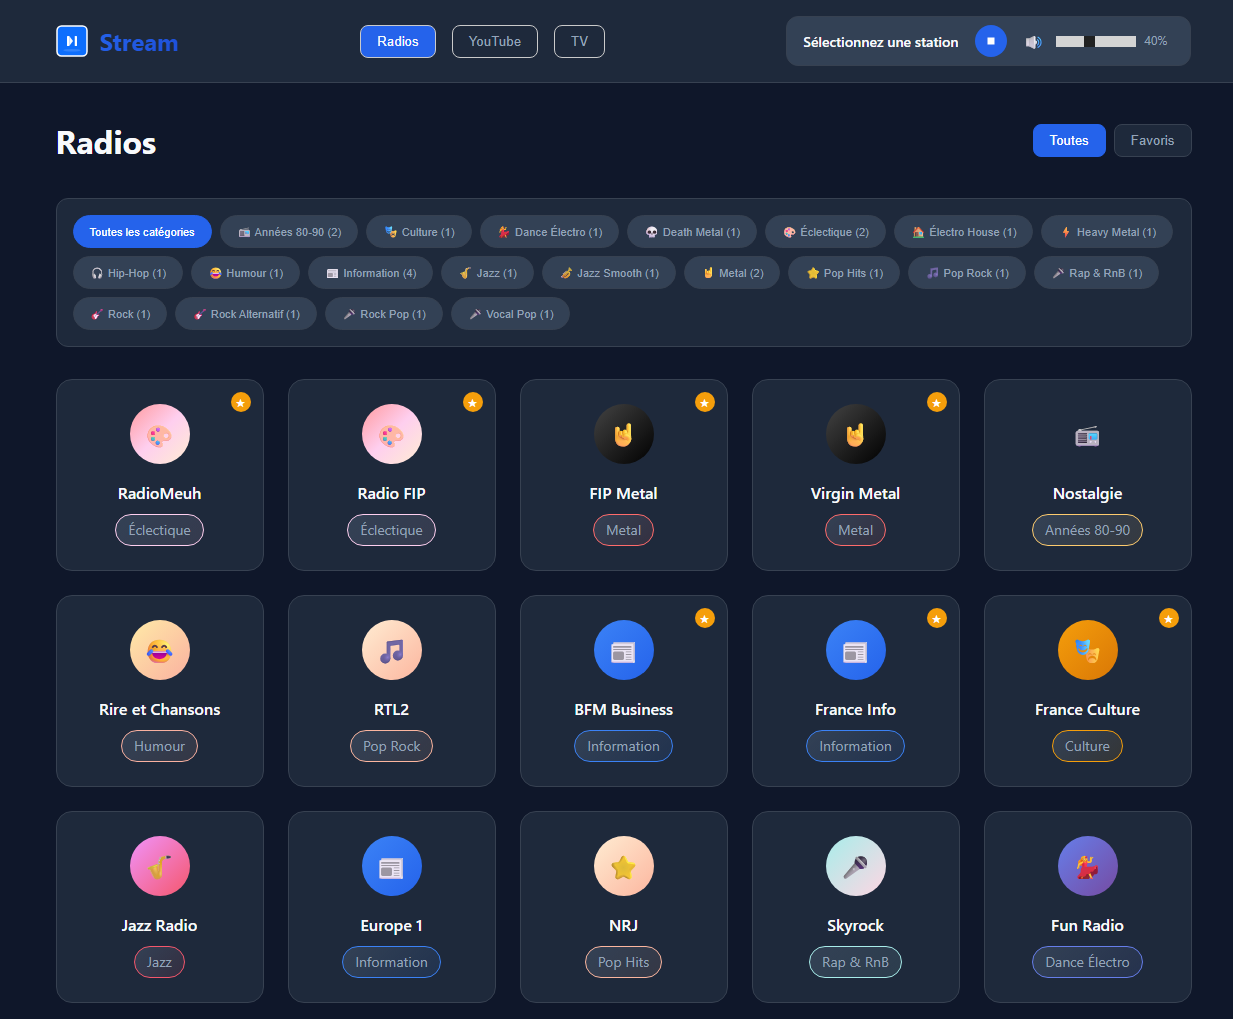 Stream
Radios YouTube TV
Sélectionnez une station 40%
Radios
Toutes Favoris
Toutes les catégories Années 80-90 (2) Culture (1) Dance Électro (1) Death Metal (1) Éclectique (2) Électro House (1) Heavy Metal (1)
Hip-Hop (1) Humour (1) Information (4) Jazz (1) Jazz Smooth (1) Metal (2) Pop Hits (1) Pop Rock (1) Rap & RnB (1)
Rock (1) Rock Alternatif (1) Rock Pop (1) Vocal Pop (1)
RadioMeuh Radio FIP FIP Metal Virgin Metal Nostalgie
Éclectique Éclectique Metal Metal Années 80-90
Rire et Chansons RTL2 BFM Business France Info France Culture
Humour Pop Rock Information Information Culture
Jazz Radio Europe 1 NRJ Skyrock Fun Radio
Jazz Information Pop Hits Rap & RnB Dance Électro